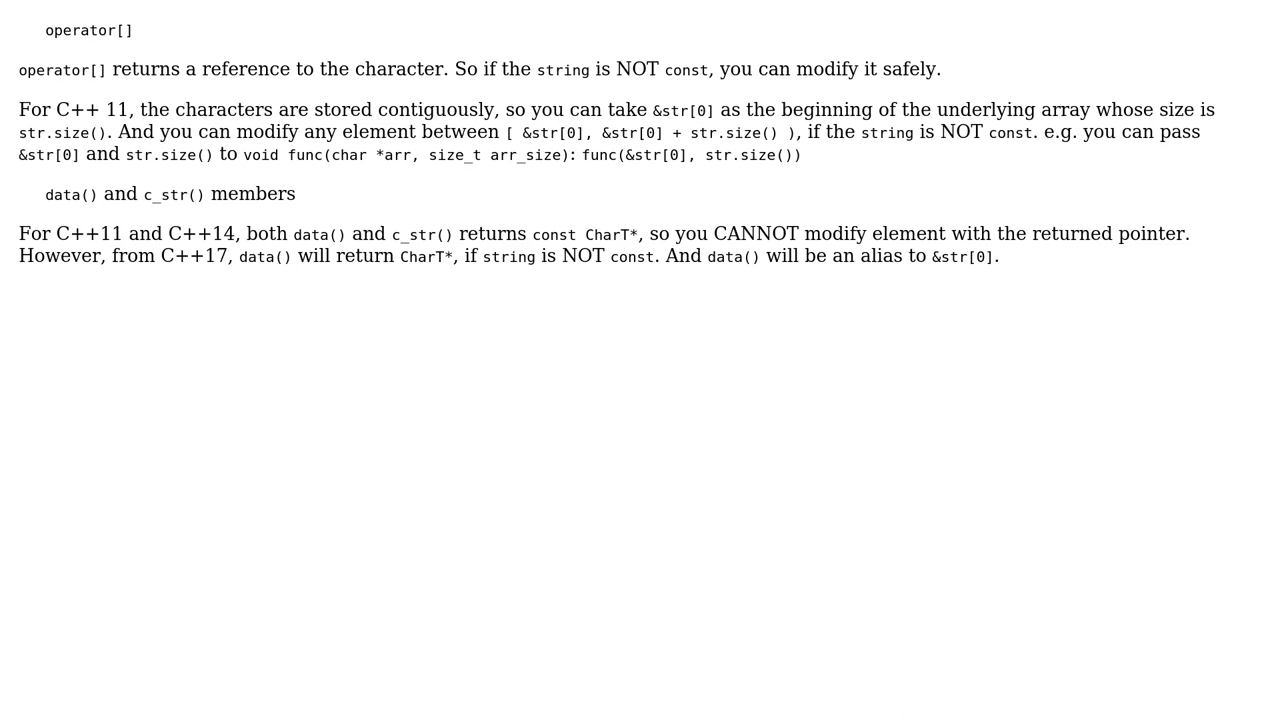 operator[]
operator[] returns a reference to the character. So if the string is NOT const, you can modify it safely.
For C++ 11, the characters are stored contiguously, so you can take &str[0] as the beginning of the underlying array whose size is
str.size(). And you can modify any element between [ &str[0], &str[0] + str.size() ), if the string is NOT const. e.g. you can pass
&str[0] and str.size() to void func(char *arr, size_t arr_size): func(&str[0], str.size())
data() and c_str() members
For C++11 and C++14, both data() and c_str() returns const CharT*, so you CANNOT modify element with the returned pointer.
However, from C++17, data() will return CharT*, if string is NOT const. And data() will be an alias to &str[0].